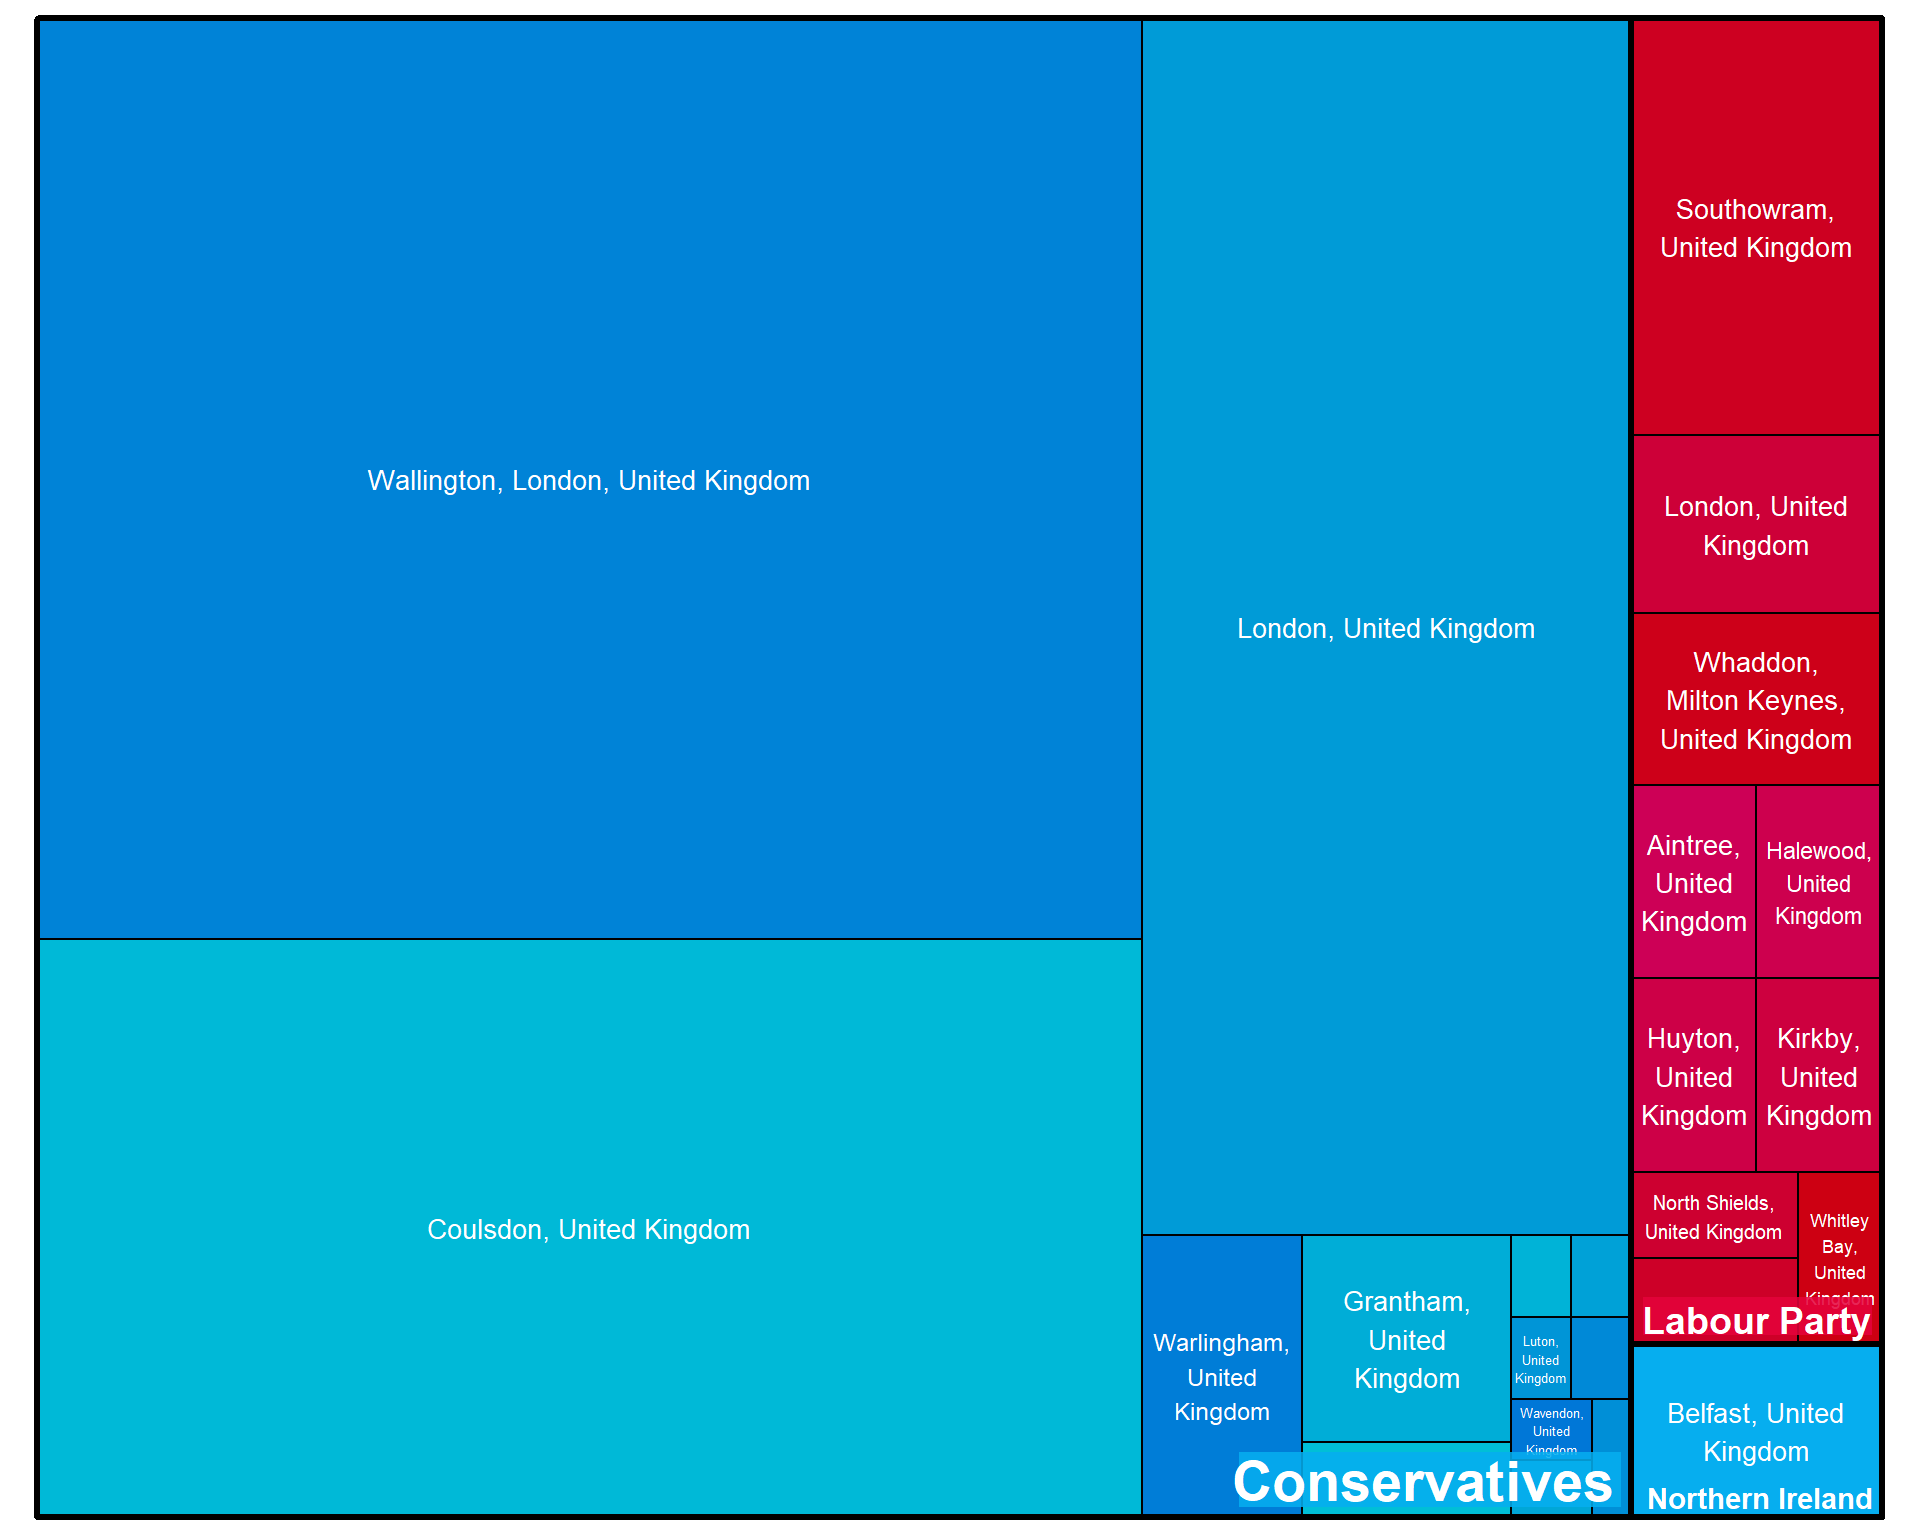 Wallington, London, United Kingdom
Coulsdon, United Kingdom
London, United Kingdom
Warlingham,
United
Kingdom
Grantham,
United
Kingdom
Luton,
United
Kingdom
Wavendon,
United
Kingdom
Conservatives
Southowram,
United Kingdom
London, United
Kingdom
Whaddon,
Milton Keynes,
United Kingdom
Aintree,
United
Kingdom
Halewood,
United
Kingdom
Huyton,
United
Kingdom
Kirkby,
United
Kingdom
North Shields,
United Kingdom
Whitley
Bay,
United
Kingdom
Labour Party
Belfast, United
Kingdom
Northern Ireland